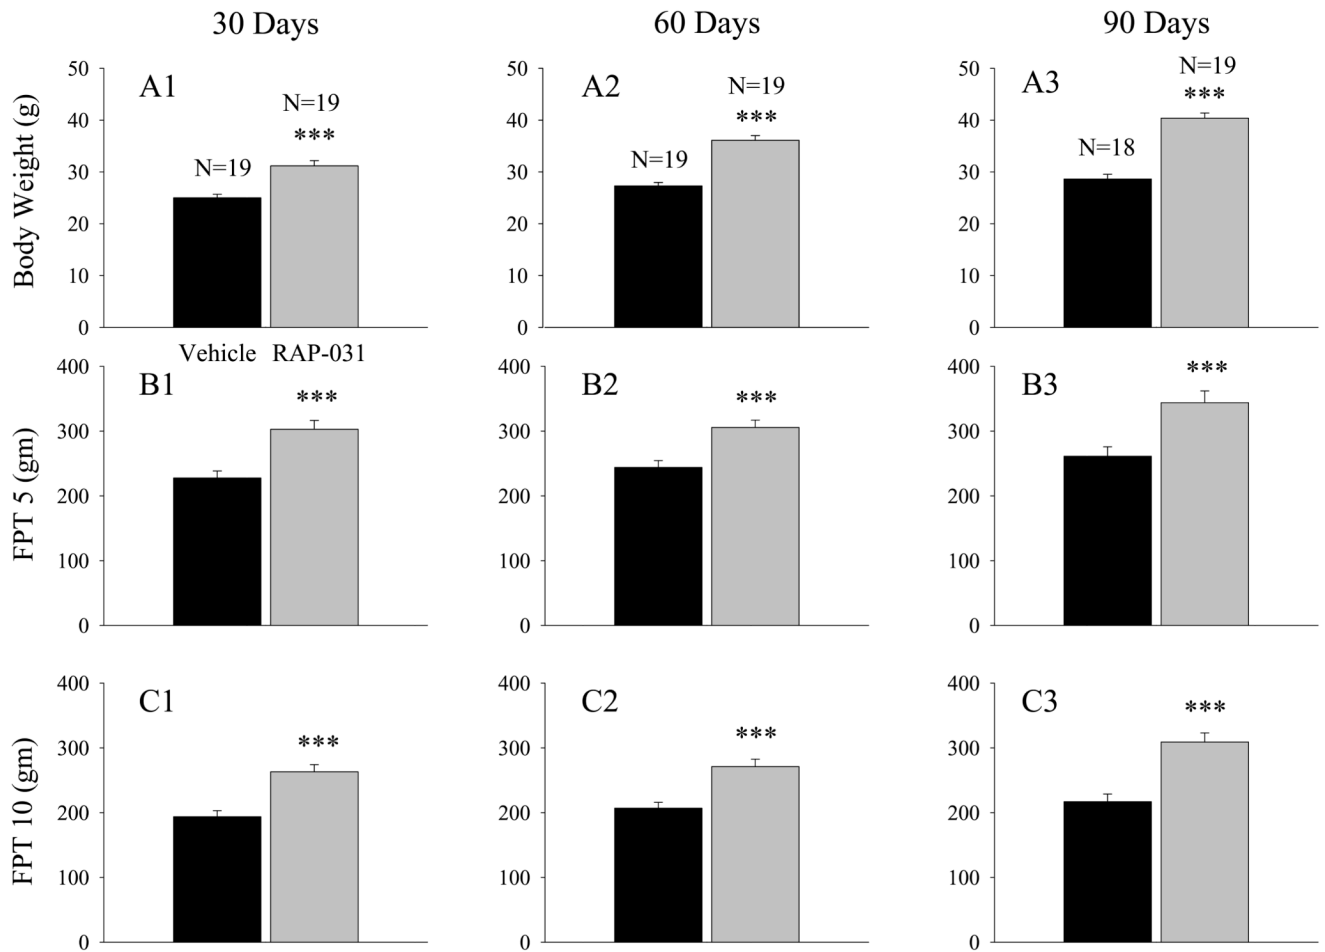 30 Days
60 Days
90 Days
Body Weight (g)
50
40
30
20
10
0
A1
N=19
N=19
***
50
40
30
20
10
0
A2
N=19
N=19
***
50
40
30
20
10
0
A3
N=18
N=19
***
Vehicle RAP-031
FPT 5 (gm)
400
300
200
100
0
B1
***
400
300
200
100
0
B2
***
400
300
200
100
0
B3
***
FPT 10 (gm)
400
300
200
100
0
C1
***
400
300
200
100
0
C2
***
400
300
200
100
0
C3
***